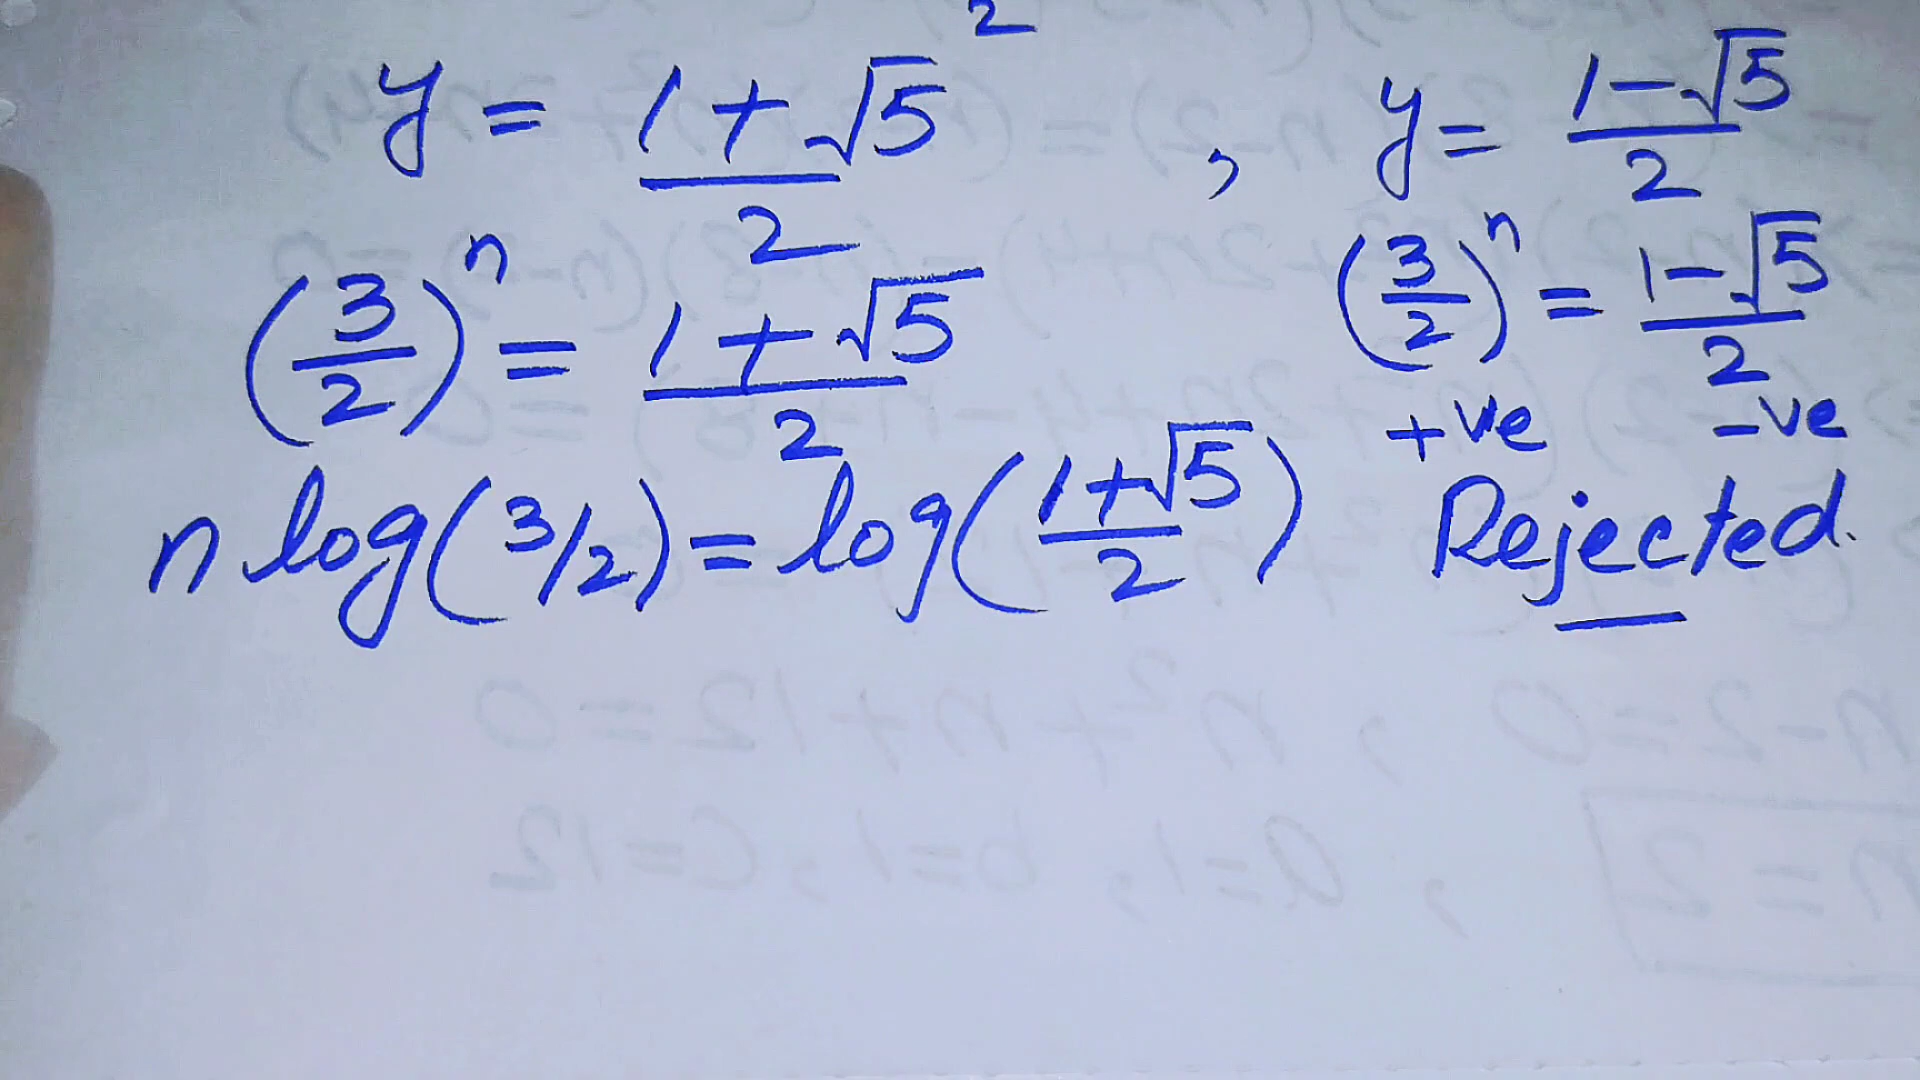 2
y = (1+√5)/2 , y = (1-√5)/2
(3/2)^n = (1+√5)/2 (3/2)^n = (1-√5)/2
+ve -ve
n log(3/2) = log((1+√5)/2) Rejected.